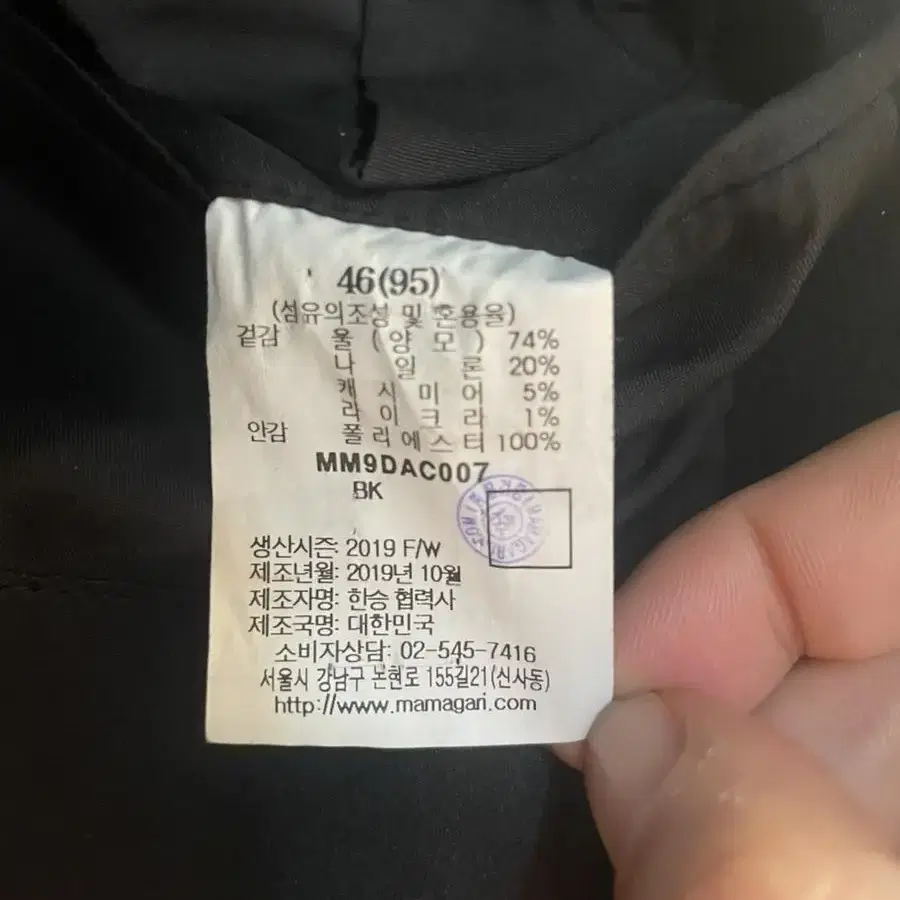 46(95)
(섬유의조성 및 혼용율)
겉감 울 (양모) 74%
나일론 20%
캐시미어 5%
라이크라 1%
안감 폴리에스터 100%
MM9DAC007
BK
생산시즌: 2019 F/W
제조년월: 2019년 10월
제조자명: 한승 협력사
제조국명: 대한민국
소비자상담: 02-545-7416
서울시 강남구 논현로 155길21(신사동)
http://www.mamagari.com